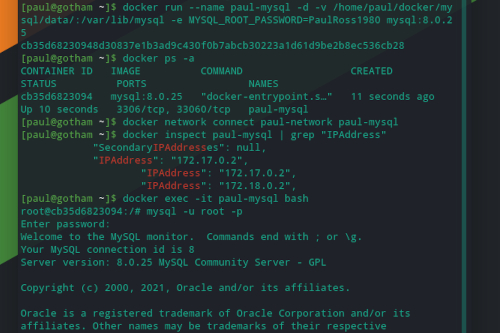 [paul@gotham ~]$ docker run --name paul-mysql -d -v /home/paul/docker/my
sql/data/:/var/lib/mysql -e MYSQL_ROOT_PASSWORD=PaulRoss1980 mysql:8.0.2
5
cb35d6823094d30837e1b3ad9c430f0b7abcb30223a1d61d9be2b8ec536cb28
[paul@gotham ~]$ docker ps -a
CONTAINER ID   IMAGE          COMMAND                  CREATED
STATUS          PORTS                 NAMES
cb35d6823094   mysql:8.0.25   "docker-entrypoint.s…"   11 seconds ago
Up 10 seconds   3306/tcp, 33060/tcp   paul-mysql
[paul@gotham ~]$ docker network connect paul-network paul-mysql
[paul@gotham ~]$ docker inspect paul-mysql | grep "IPAddress"
            "SecondaryIPAddresses": null,
            "IPAddress": "172.17.0.2",
                    "IPAddress": "172.17.0.2",
                    "IPAddress": "172.18.0.2",
[paul@gotham ~]$ docker exec -it paul-mysql bash
root@cb35d6823094:/# mysql -u root -p
Enter password:
Welcome to the MySQL monitor.  Commands end with ; or \g.
Your MySQL connection id is 8
Server version: 8.0.25 MySQL Community Server - GPL

Copyright (c) 2000, 2021, Oracle and/or its affiliates.

Oracle is a registered trademark of Oracle Corporation and/or its
affiliates. Other names may be trademarks of their respective